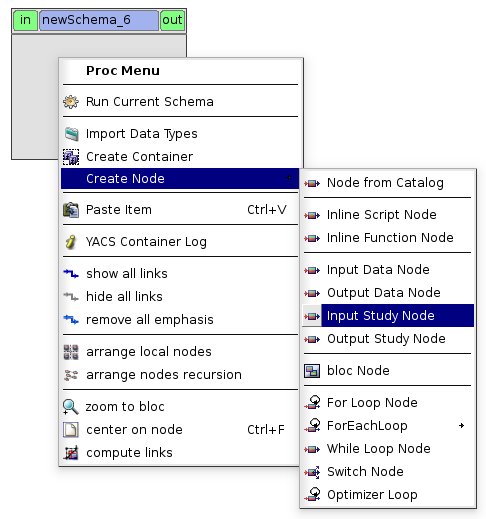 in newSchema_6 out
Proc Menu
Run Current Schema
Import Data Types
Create Container
Create Node
Paste Item Ctrl+V
YACS Container Log
show all links
hide all links
remove all emphasis
arrange local nodes
arrange nodes recursion
zoom to bloc
center on node Ctrl+F
compute links
Node from Catalog
Inline Script Node
Inline Function Node
Input Data Node
Output Data Node
Input Study Node
Output Study Node
bloc Node
For Loop Node
ForEachLoop
While Loop Node
Switch Node
Optimizer Loop